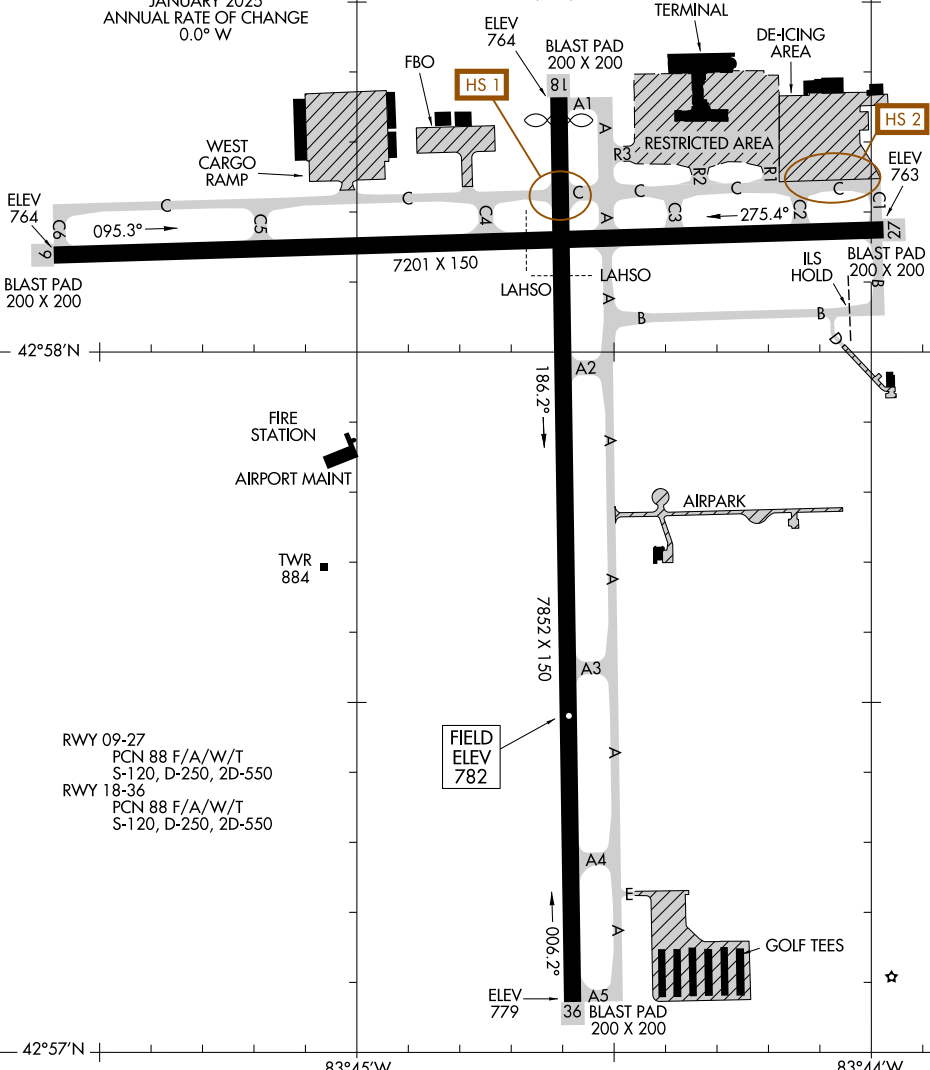 JANUARY 2025
ANNUAL RATE OF CHANGE
0.0° W
ELEV
764
BLAST PAD
200 X 200
TERMINAL
DE-ICING
AREA
FBO
HS 1
18
A1
A
HS 2
RESTRICTED AREA
R3
R2
R1
WEST
CARGO
RAMP
ELEV
763
ELEV
764
C
C
C
C
C
C
C6
C5
C4
A
C3
C2
C1
095.3°
275.4°
27
9
7201 X 150
BLAST PAD
200 X 200
ILS
HOLD
BLAST PAD
200 X 200
LAHSO
LAHSO
A
B
B
B
D
42°58'N
A2
186.2°
FIRE
STATION
A
AIRPORT MAINT
AIRPARK
TWR
884
A
7852 X 150
A3
FIELD
ELEV
782
A
RWY 09-27
PCN 88 F/A/W/T
S-120, D-250, 2D-550
RWY 18-36
PCN 88 F/A/W/T
S-120, D-250, 2D-550
A4
E
006.2°
A
GOLF TEES
ELEV
779
A5
36
BLAST PAD
200 X 200
42°57'N
83°45'W
83°44'W